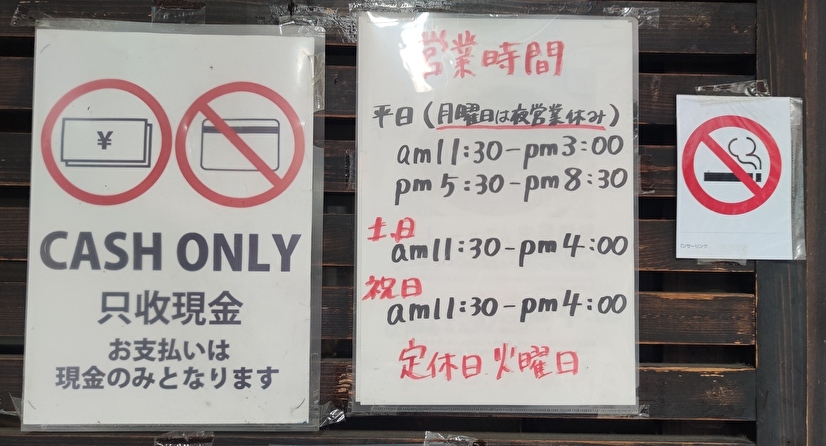 ¥
CASH ONLY
只收現金
お支払いは
現金のみとなります
営業時間
平日(月曜日は夜営業休み)
am11:30-pm3:00
pm5:30-pm8:30
土日
am11:30-pm4:00
祝日
am11:30-pm4:00
定休日 火曜日